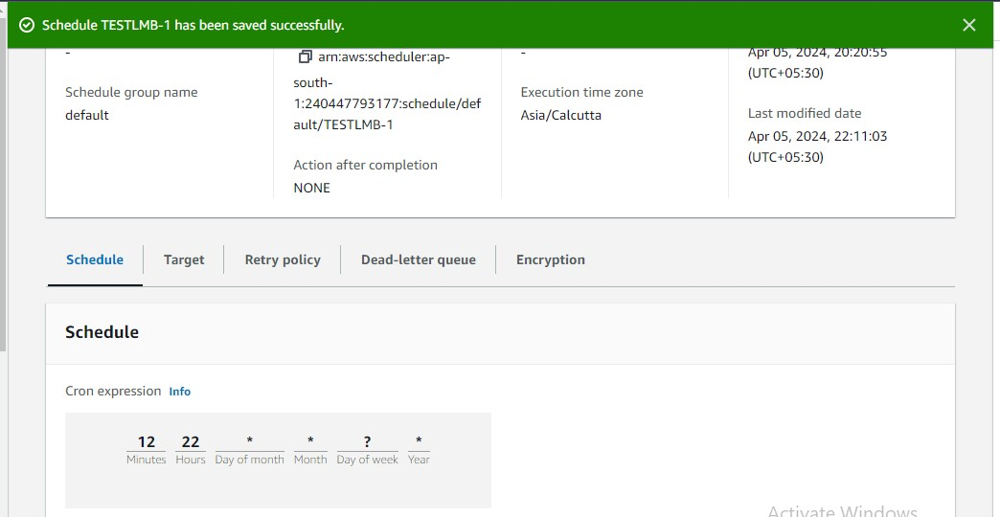 Schedule TESTLMB-1 has been saved successfully.
-
Schedule group name
default
arn:aws:scheduler:ap-
south-
1:240447793177:schedule/def
ault/TESTLMB-1
Action after completion
NONE
-
Execution time zone
Asia/Calcutta
Apr 05, 2024, 20:20:55
(UTC+05:30)
Last modified date
Apr 05, 2024, 22:11:03
(UTC+05:30)
Schedule Target Retry policy Dead-letter queue Encryption
Schedule
Cron expression Info
12 22 * * ? *
Minutes Hours Day of month Month Day of week Year
Activate Windows